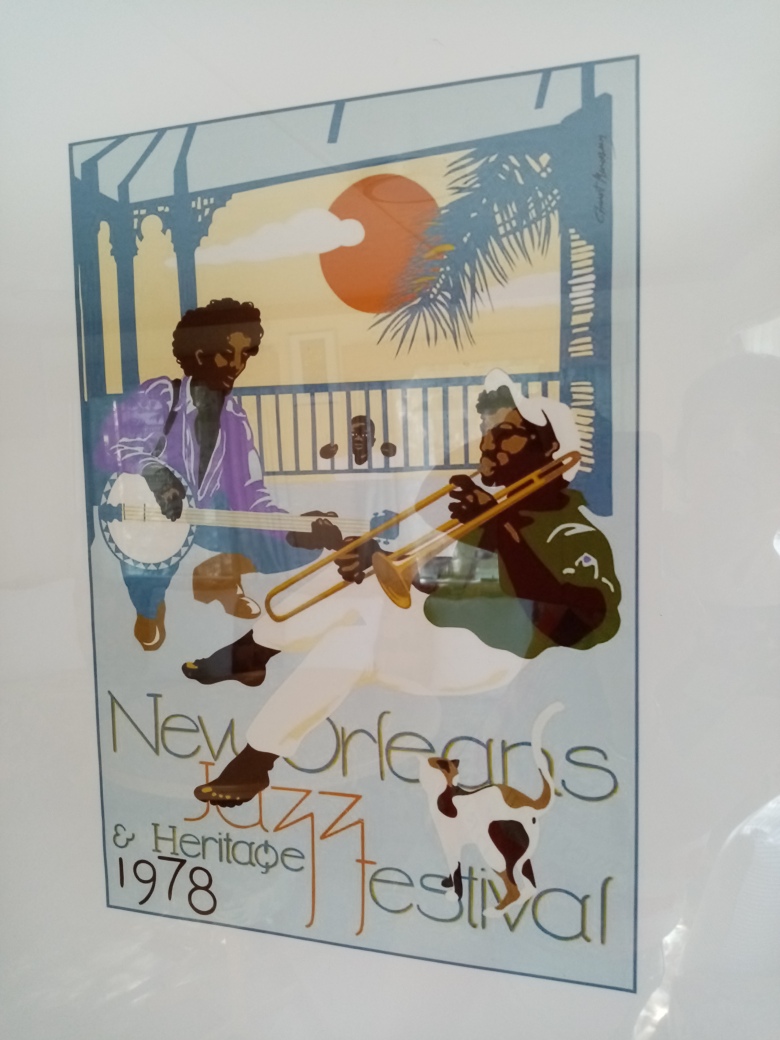 New Orleans
Jazz
& Heritage
Festival
1978